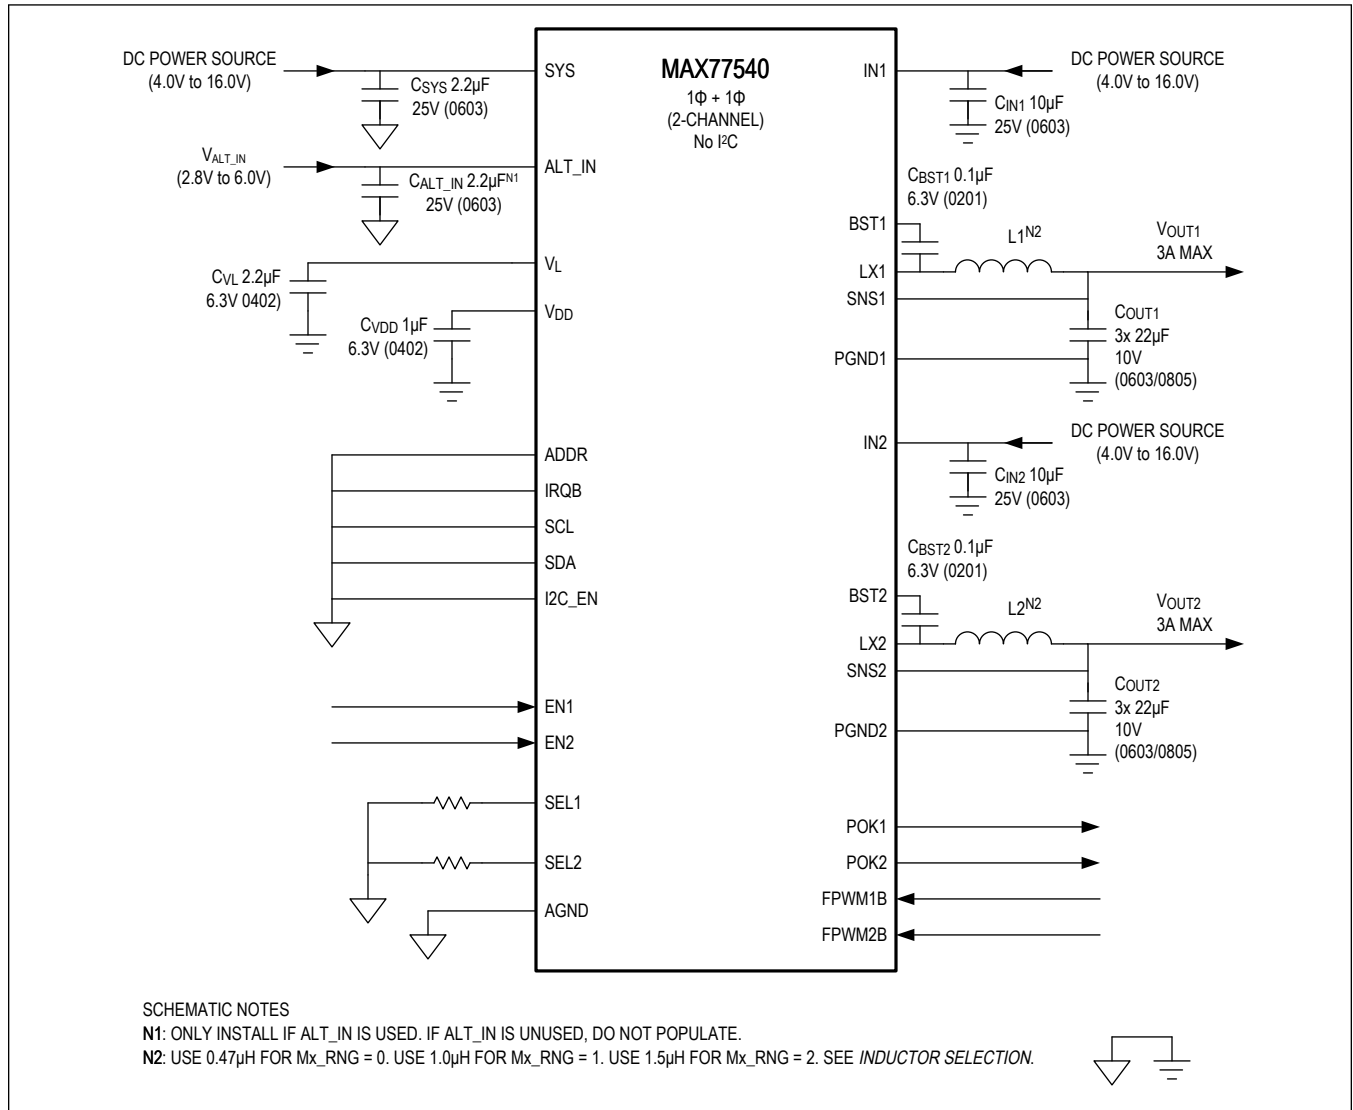 DC POWER SOURCE
(4.0V to 16.0V)
CSYS 2.2µF
25V (0603)
VALT_IN
(2.8V to 6.0V)
CALT_IN 2.2µFN1
25V (0603)
CVL 2.2µF
6.3V 0402)
CVDD 1µF
6.3V (0402)
SYS
ALT_IN
VL
VDD
ADDR
IRQB
SCL
SDA
I2C_EN
EN1
EN2
SEL1
SEL2
AGND
MAX77540
1Φ + 1Φ
(2-CHANNEL)
No I²C
IN1
BST1
LX1
SNS1
PGND1
IN2
BST2
LX2
SNS2
PGND2
POK1
POK2
FPWM1B
FPWM2B
DC POWER SOURCE
(4.0V to 16.0V)
CIN1 10µF
25V (0603)
CBST1 0.1µF
6.3V (0201)
L1N2
VOUT1
3A MAX
COUT1
3x 22µF
10V
(0603/0805)
DC POWER SOURCE
(4.0V to 16.0V)
CIN2 10µF
25V (0603)
CBST2 0.1µF
6.3V (0201)
L2N2
VOUT2
3A MAX
COUT2
3x 22µF
10V
(0603/0805)
SCHEMATIC NOTES
N1: ONLY INSTALL IF ALT_IN IS USED. IF ALT_IN IS UNUSED, DO NOT POPULATE.
N2: USE 0.47µH FOR Mx_RNG = 0. USE 1.0µH FOR Mx_RNG = 1. USE 1.5µH FOR Mx_RNG = 2. SEE INDUCTOR SELECTION.